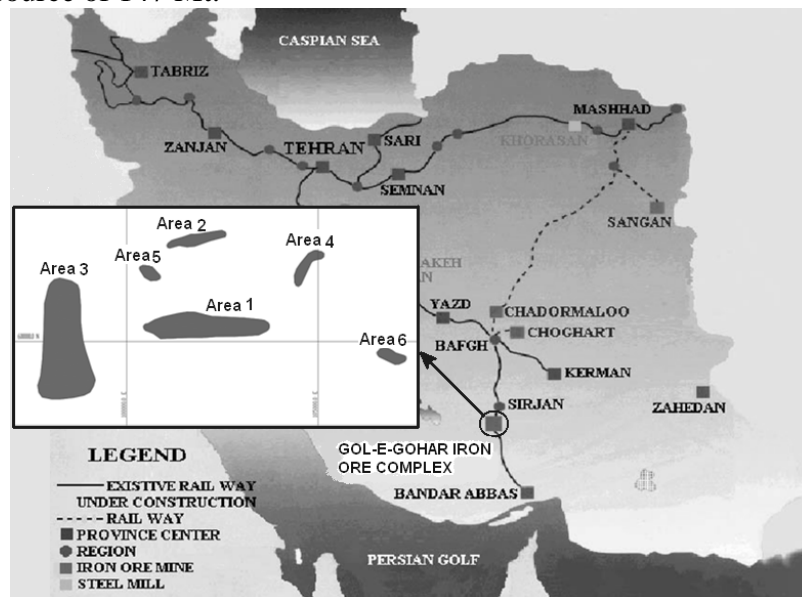 CASPIAN SEA
TABRIZ
ZANJAN
TEHRAN
SARI
SEMNAN
KHORASAN
MASHHAD
SANGAN
Area 2
Area 5
Area 4
Area 3
Area 1
Area 6
AKEH
AN
YAZD
CHADORMALOO
CHOGHART
BAFGH
KERMAN
SIRJAN
ZAHEDAN
GOL-E-GOHAR IRON
ORE COMPLEX
BANDAR ABBAS
PERSIAN GOLF
LEGEND
EXISTIVE RAIL WAY
UNDER CONSTRUCTION
RAIL WAY
PROVINCE CENTER
REGION
IRON ORE MINE
STEEL MILL